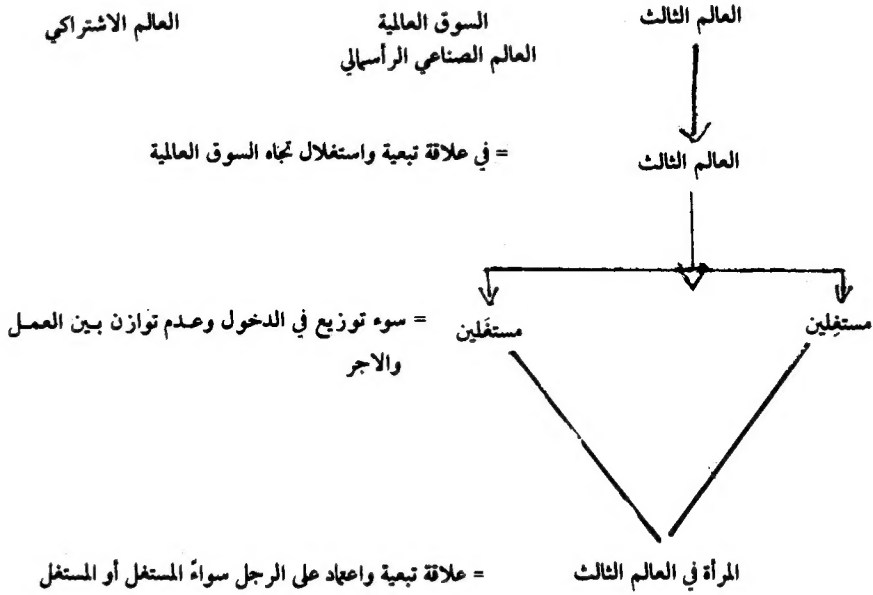 العالم الثالث
السوق العالمية
العالم الاشتراكي
العالم الصناعي الرأسمالي
العالم الثالث
= في علاقة تبعية واستغلال تجاه السوق العالمية
مستغِلين
مستغَلين
= سوء توزيع في الدخول وعدم توازن بين العمل
والاجر
المرأة في العالم الثالث
= علاقة تبعية واعتماد على الرجل سواءً المستغل أو المستغل